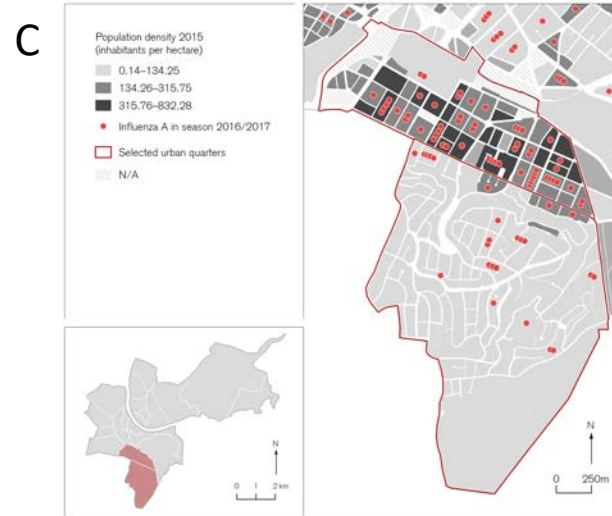 C
Population density 2015
(inhabitants per hectare)
0.14–134.25
134.26–315.75
315.76–832.28
Influenza A in season 2016/2017
Selected urban quarters
N/A
N
0 1 2 km
N
0 250m